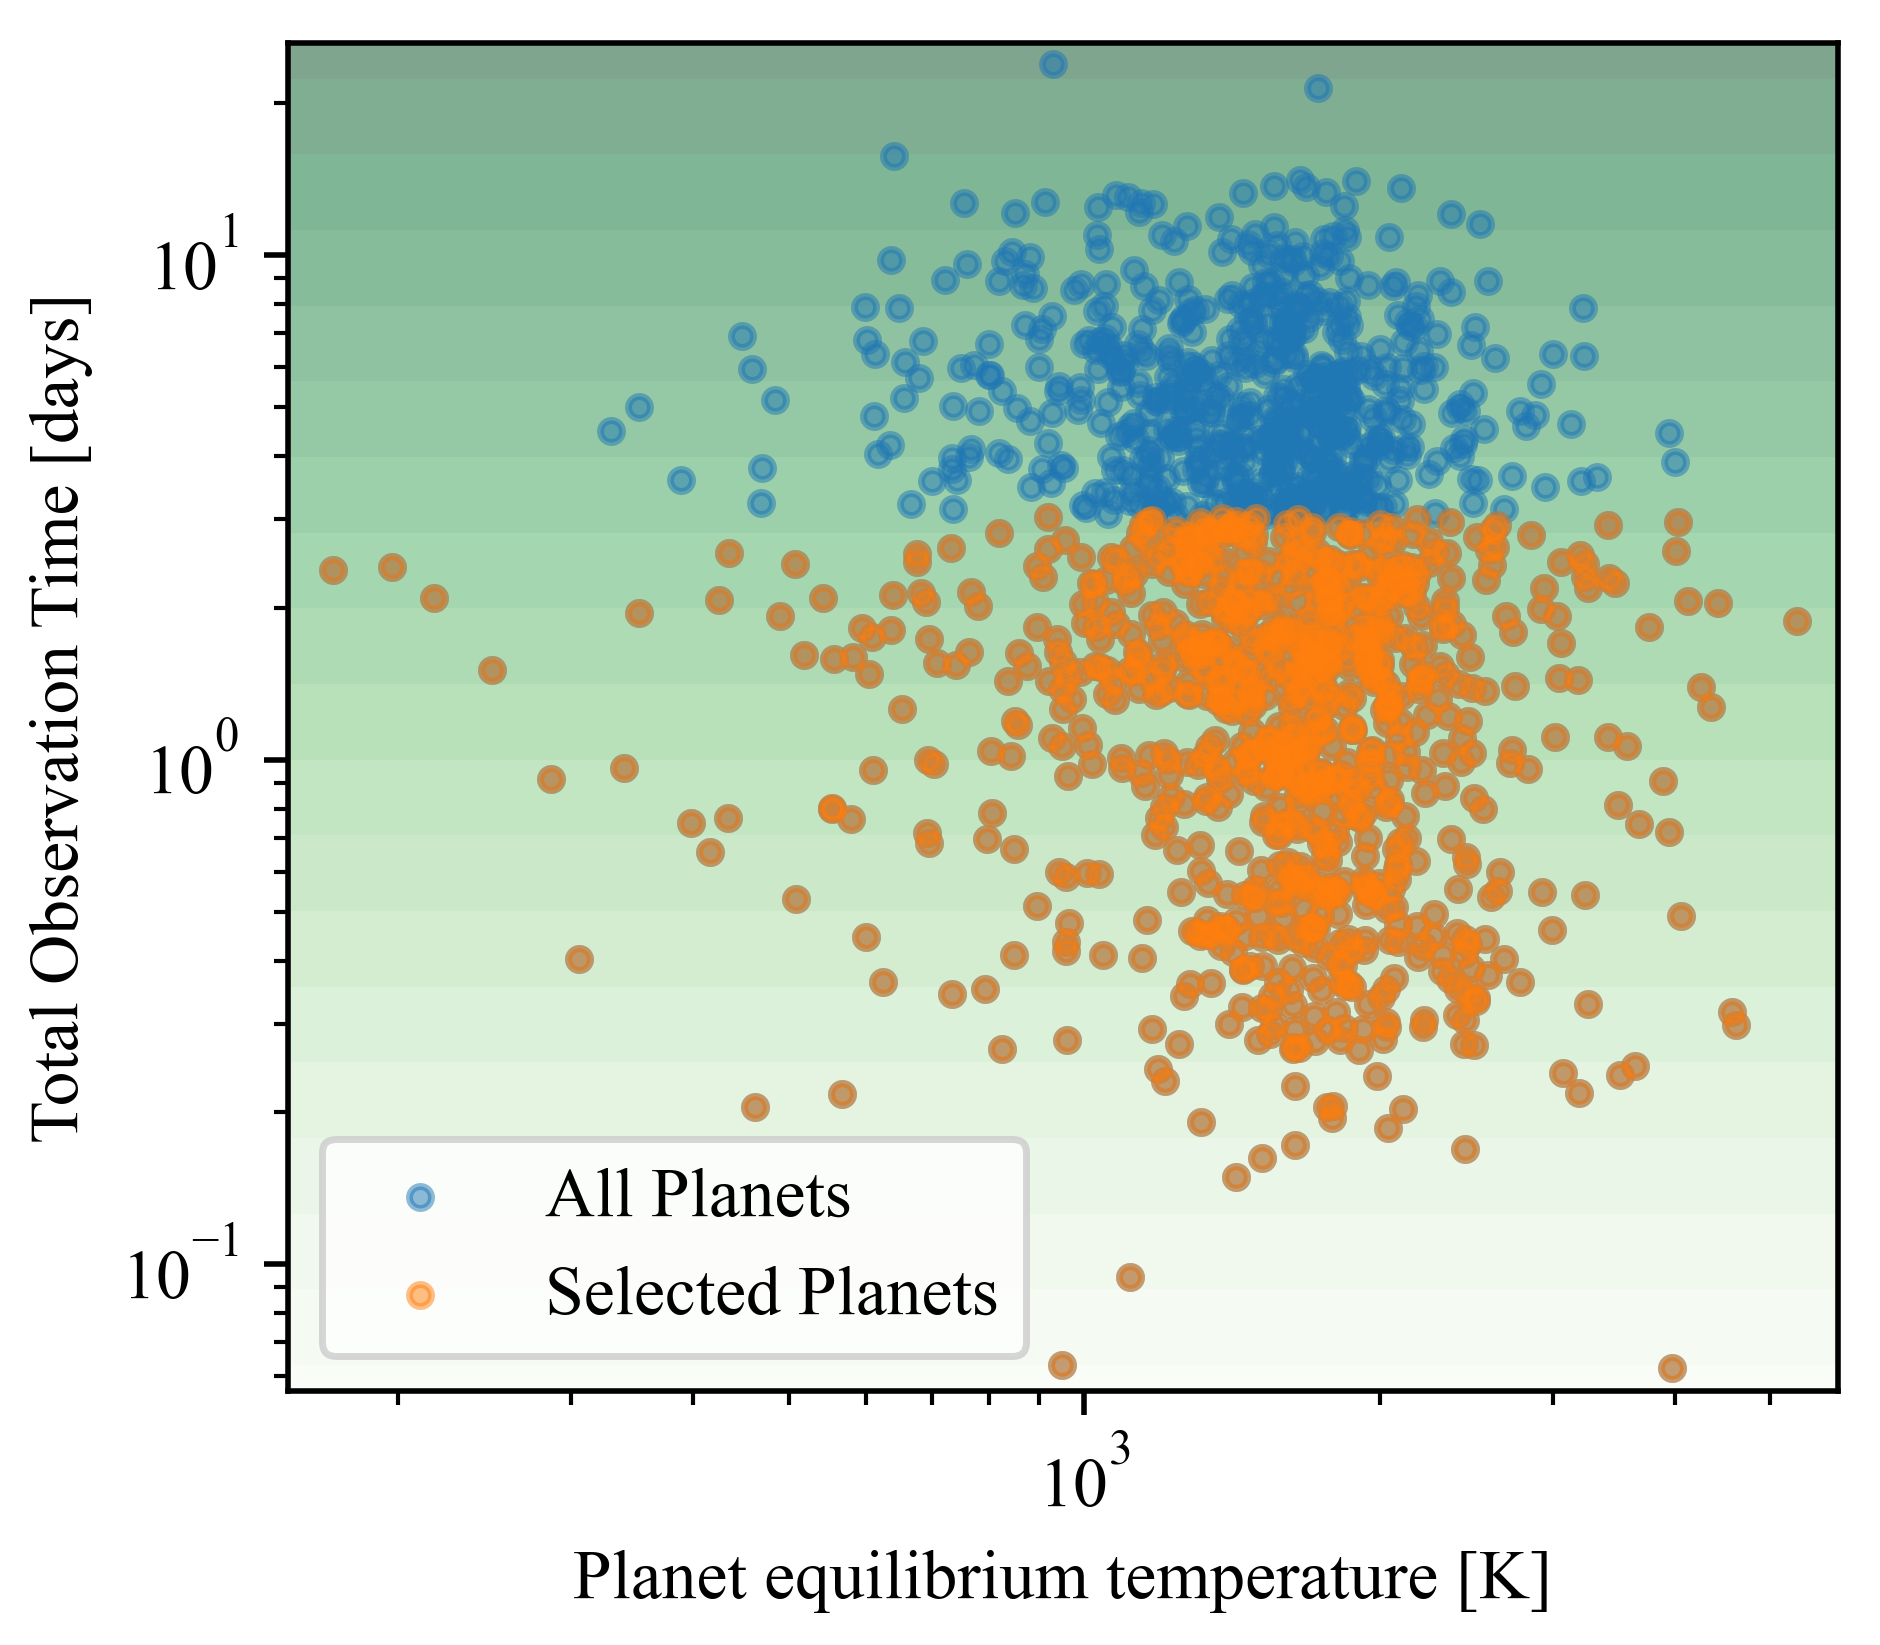 Total Observation Time [days]
10^1
10^0
10^−1
All Planets
Selected Planets
10^3
Planet equilibrium temperature [K]